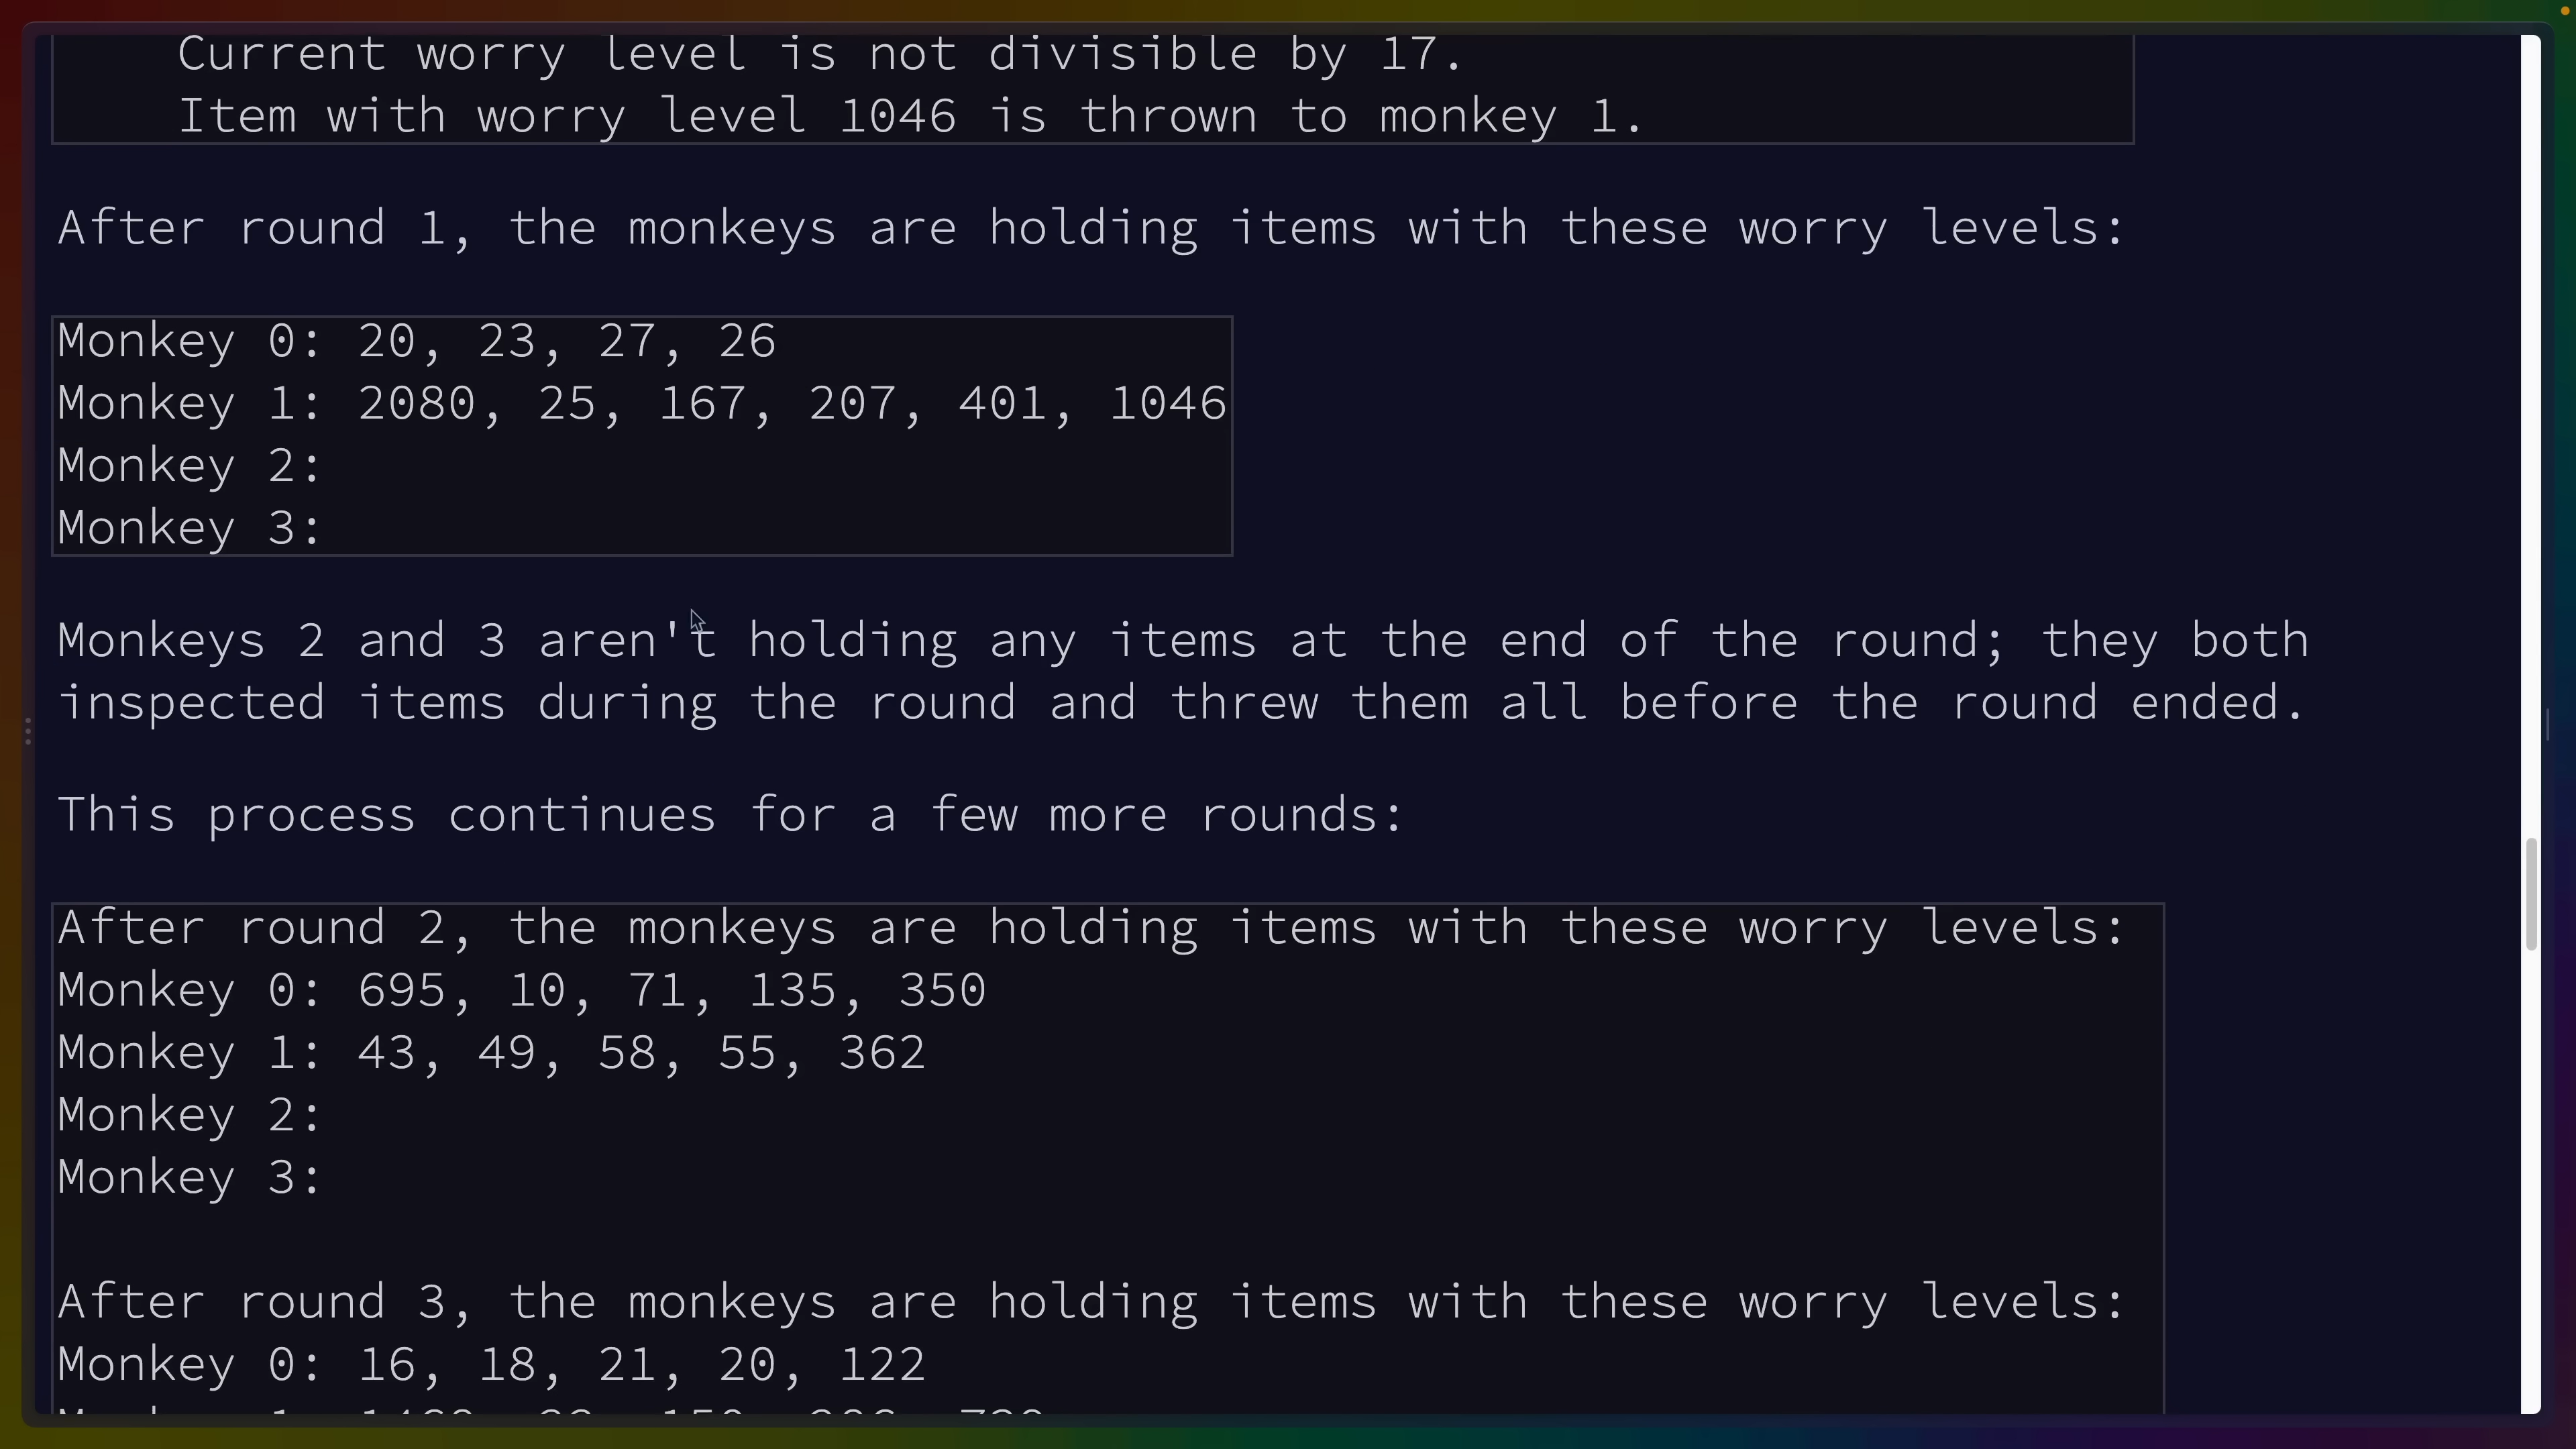 Current worry level is not divisible by 17.
Item with worry level 1046 is thrown to monkey 1.
After round 1, the monkeys are holding items with these worry levels:
Monkey 0: 20, 23, 27, 26
Monkey 1: 2080, 25, 167, 207, 401, 1046
Monkey 2:
Monkey 3:
Monkeys 2 and 3 aren't holding any items at the end of the round; they both
inspected items during the round and threw them all before the round ended.
This process continues for a few more rounds:
After round 2, the monkeys are holding items with these worry levels:
Monkey 0: 695, 10, 71, 135, 350
Monkey 1: 43, 49, 58, 55, 362
Monkey 2:
Monkey 3:
After round 3, the monkeys are holding items with these worry levels:
Monkey 0: 16, 18, 21, 20, 122